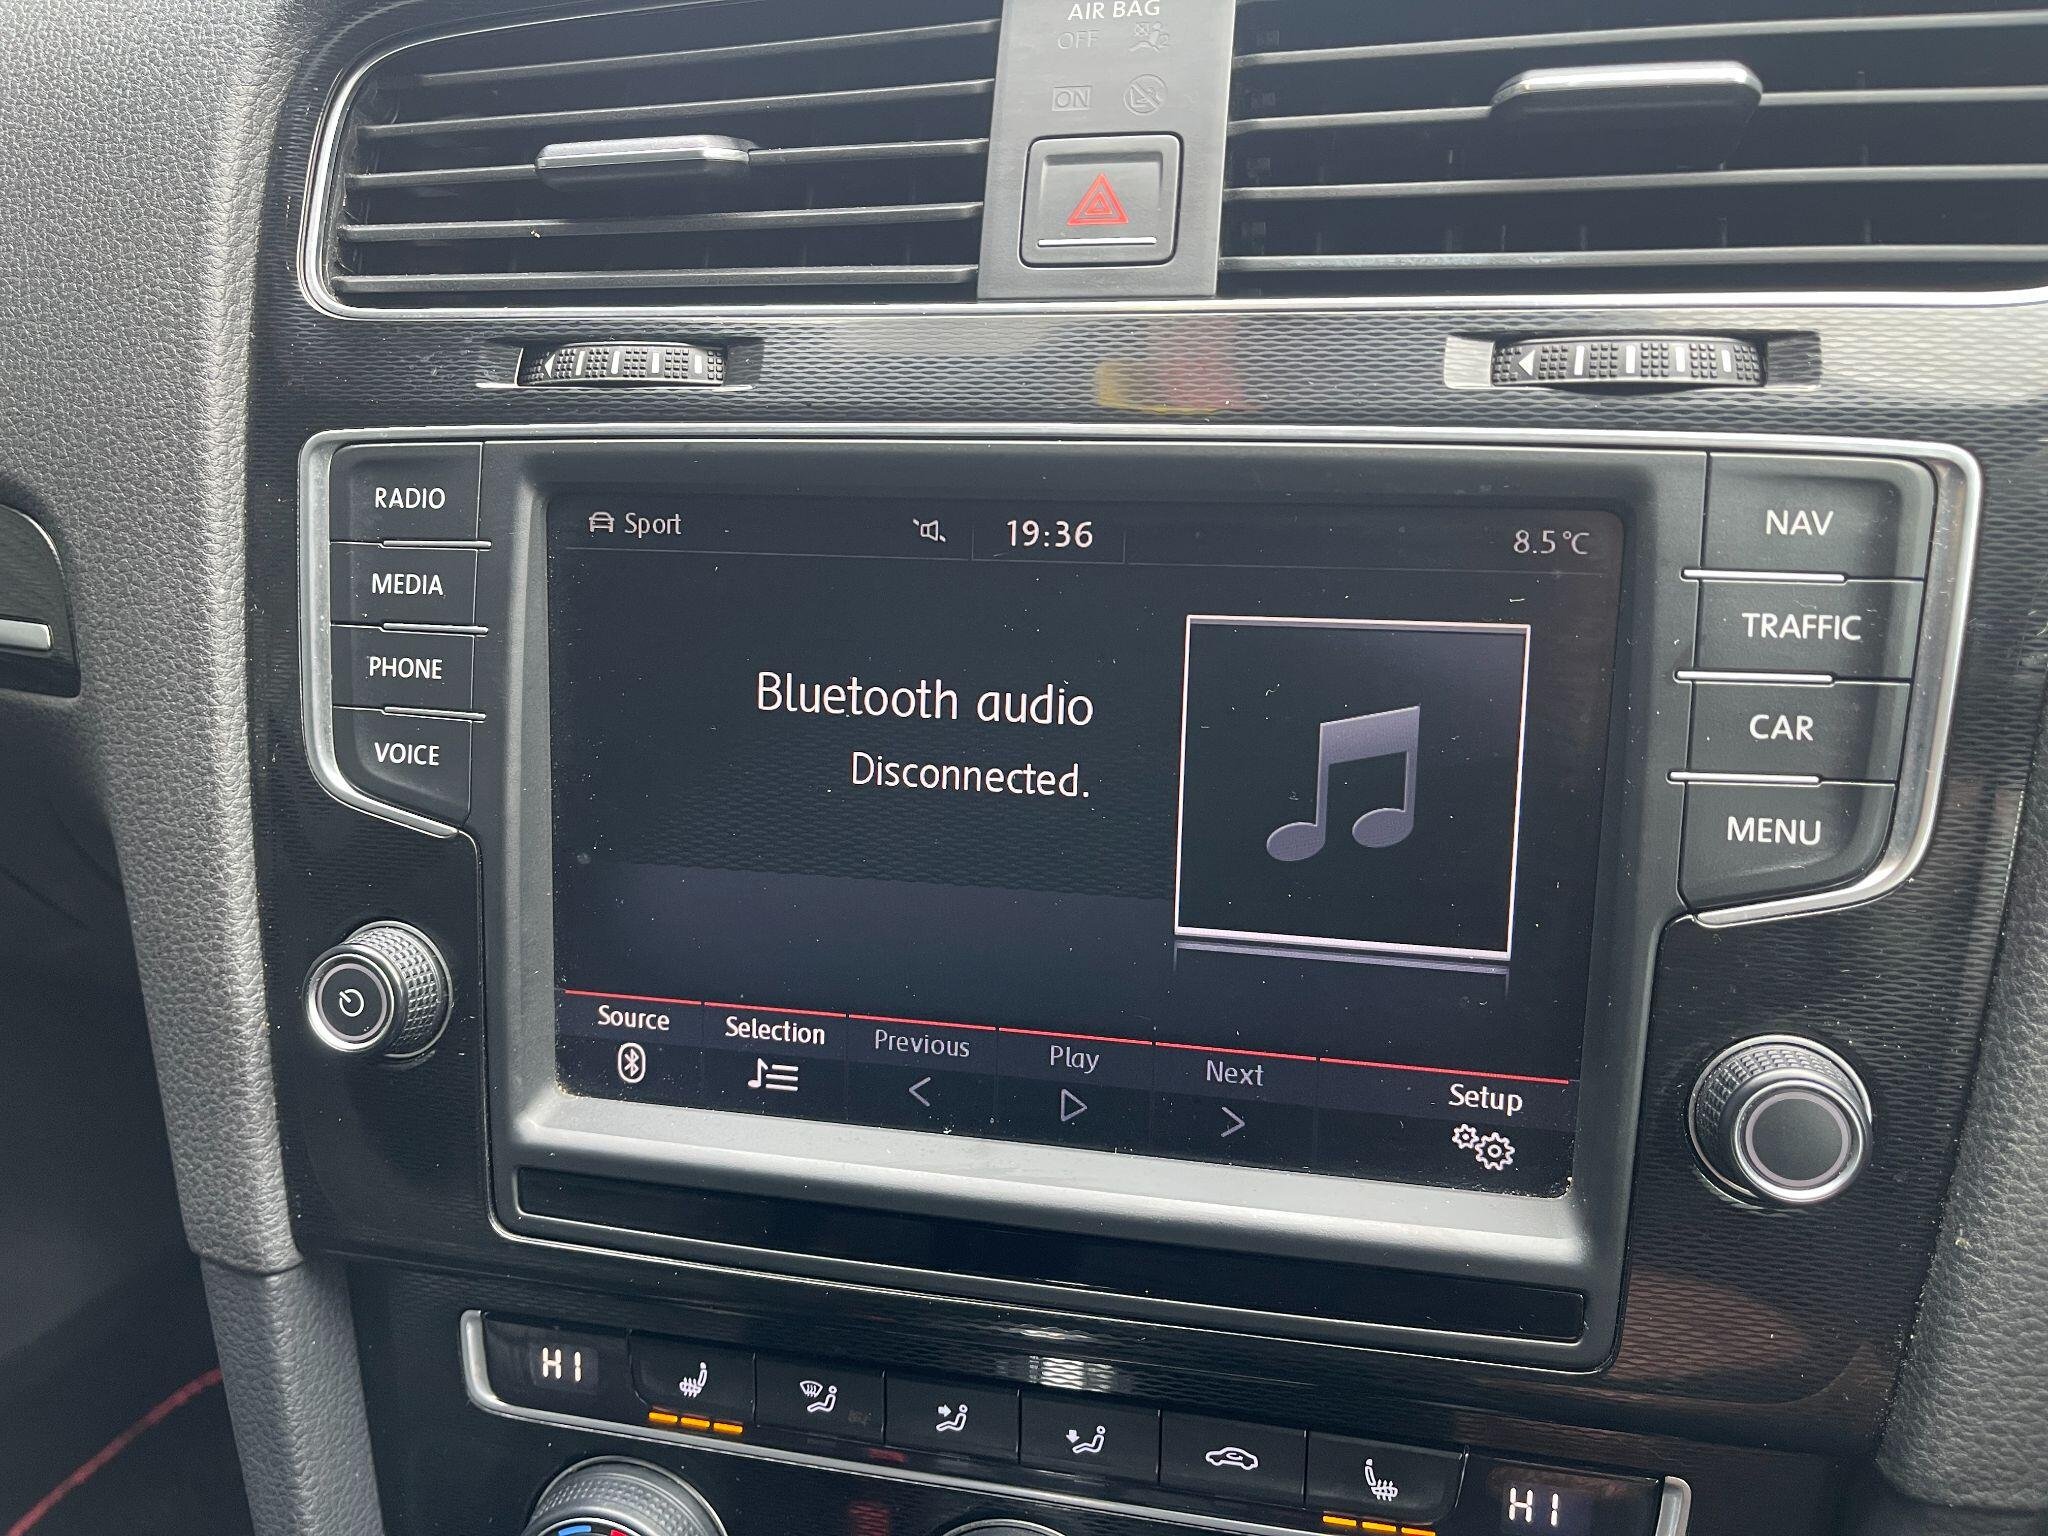 AIR BAG
OFF
ON
RADIO
MEDIA
PHONE
VOICE
Sport
19:36
8.5°C
Bluetooth audio
Disconnected.
Source
Selection
Previous
Play
Next
Setup
NAV
TRAFFIC
CAR
MENU
HI
HI